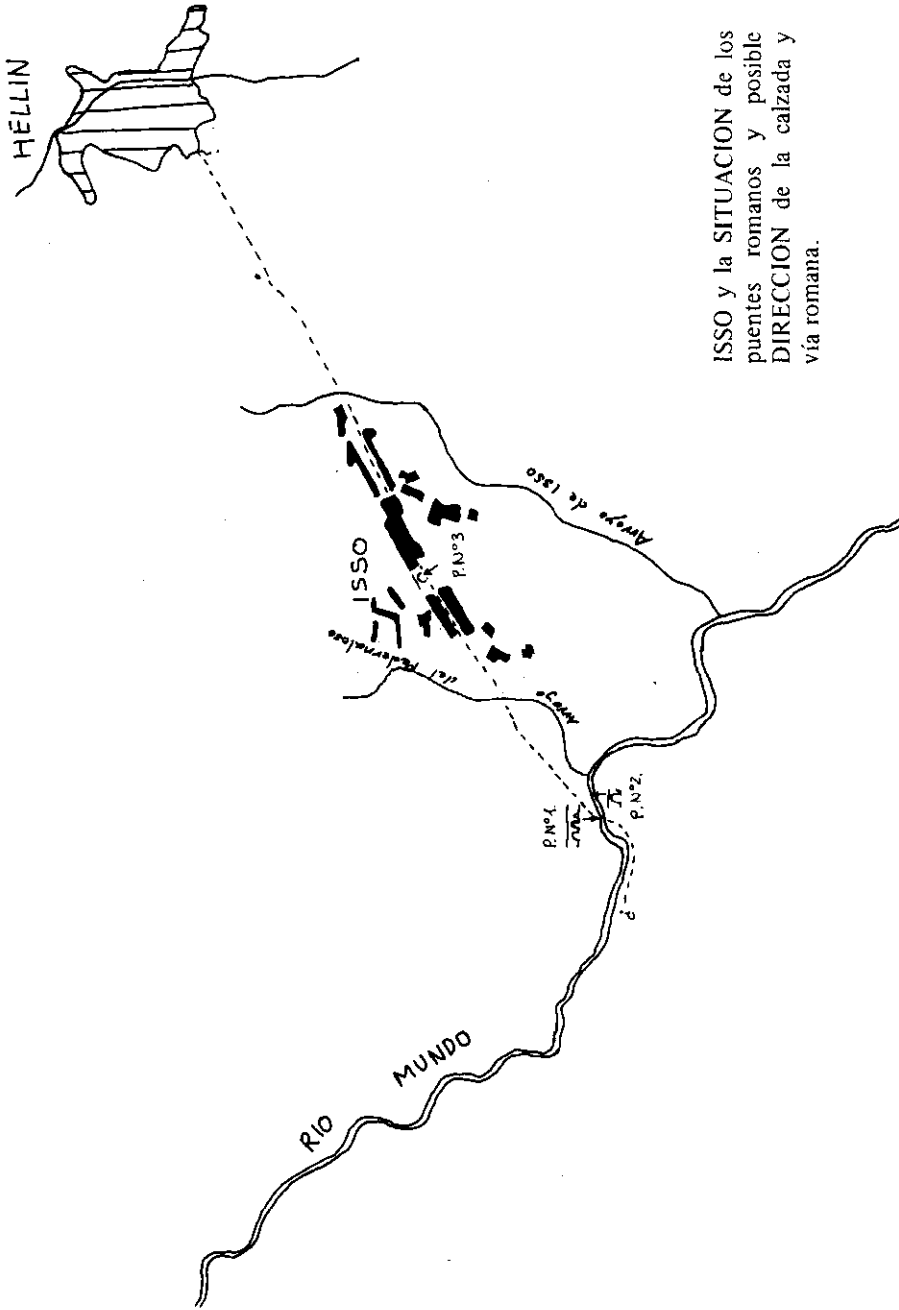 HELLIN
ISSO
P.Nº3
Arroyo de Isso
Arroyo del Pedernaloso
P.Nº1.
P.Nº2.
RIO MUNDO
ISSO y la SITUACION de los
puentes romanos y posible
DIRECCION de la calzada y
vía romana.